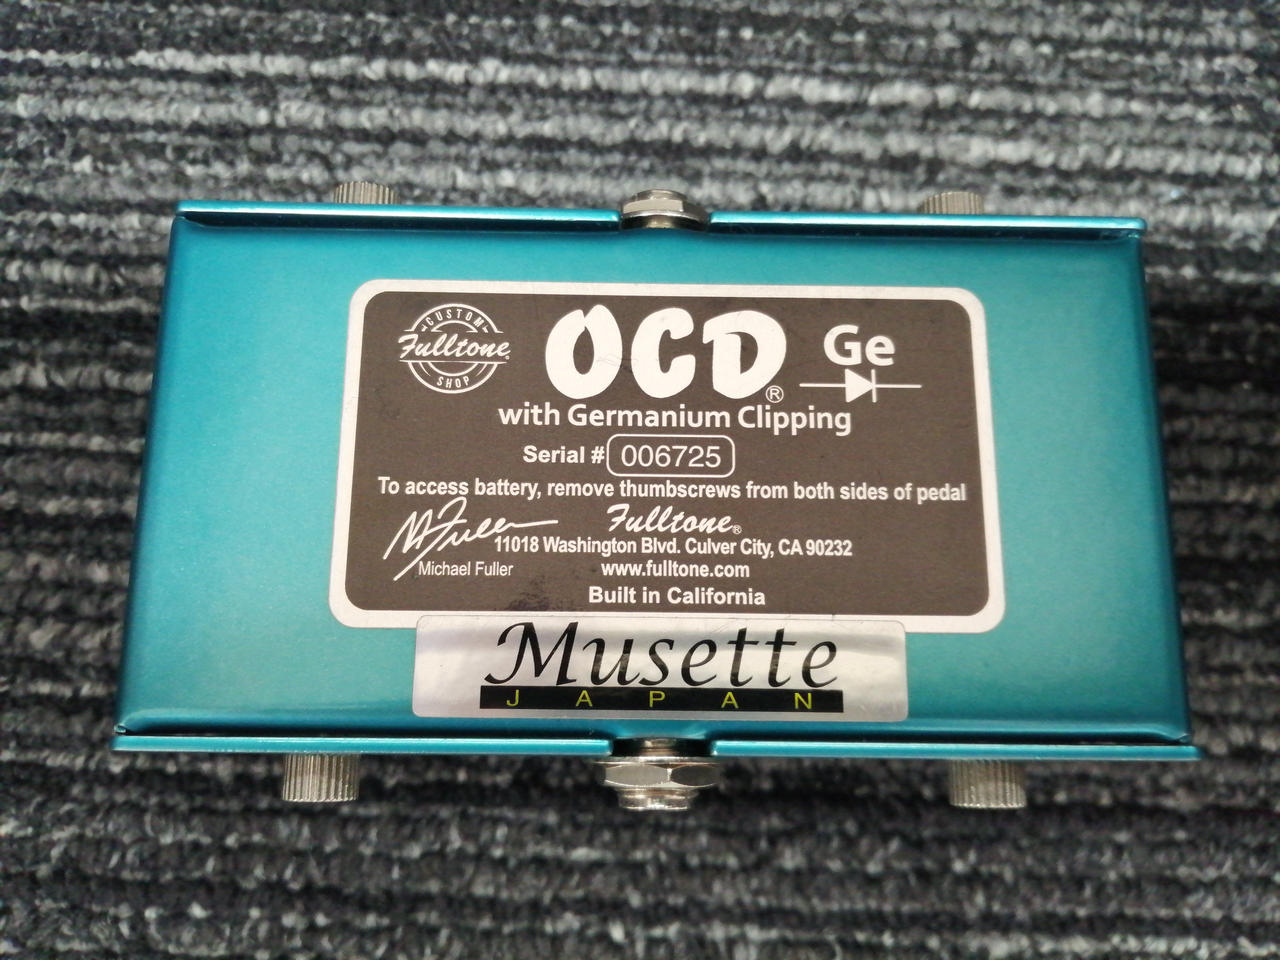 CUSTOM
Fulltone®
SHOP
OCD®
Ge
with Germanium Clipping
Serial # 006725
To access battery, remove thumbscrews from both sides of pedal
M Fuller
Fulltone®
11018 Washington Blvd. Culver City, CA 90232
Michael Fuller
www.fulltone.com
Built in California
Musette
JAPAN